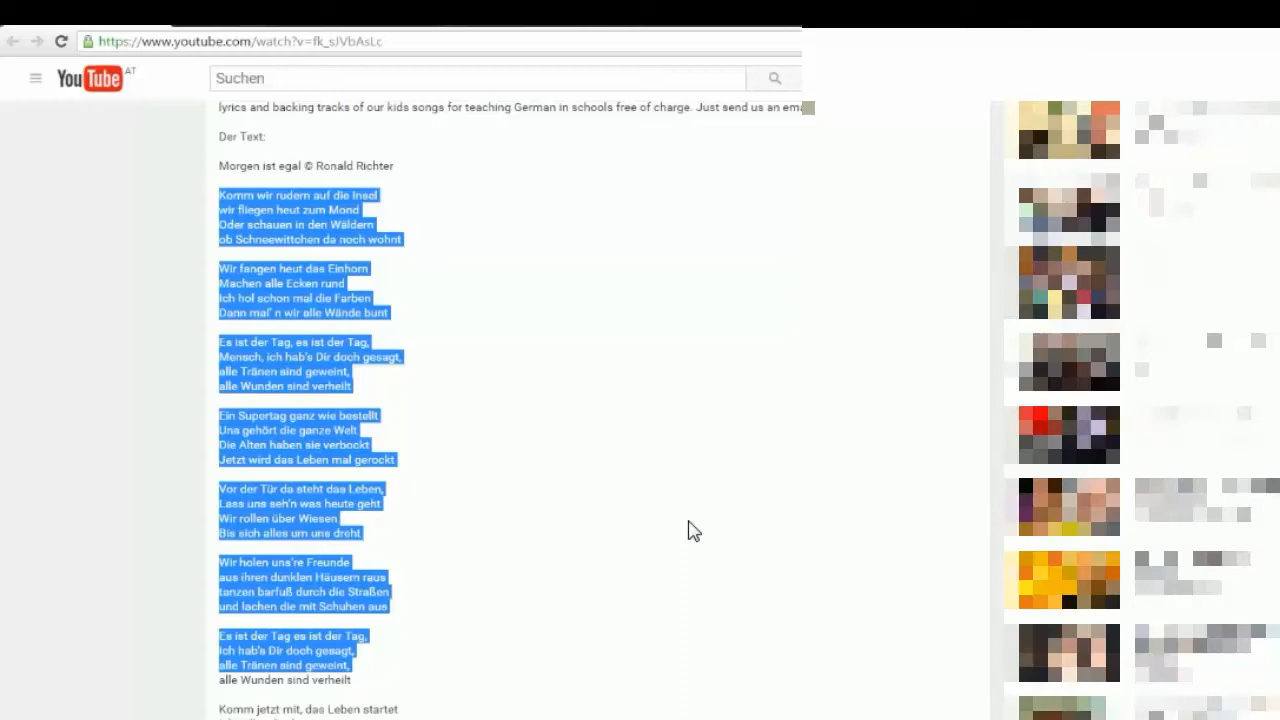 https://www.youtube.com/watch?v=fk_sJVbAsLc
YouTube AT
Suchen
lyrics and backing tracks of our kids songs for teaching German in schools free of charge. Just send us an ema
Der Text:
Morgen ist egal © Ronald Richter
Komm wir rudern auf die Insel
wir fliegen heut zum Mond
Oder schauen in den Wäldern
ob Schneewittchen da noch wohnt
Wir fangen heut das Einhorn
Machen alle Ecken rund
Ich hol schon mal die Farben
Dann mal' n wir alle Wände bunt
Es ist der Tag, es ist der Tag,
Mensch, ich hab's Dir doch gesagt,
alle Tränen sind geweint,
alle Wunden sind verheilt
Ein Supertag ganz wie bestellt
Uns gehört die ganze Welt
Die Alten haben sie verbockt
Jetzt wird das Leben mal gerockt
Vor der Tür da steht das Leben,
Lass uns seh'n was heute geht
Wir rollen über Wiesen
Bis sich alles um uns dreht
Wir holen uns're Freunde
aus ihren dunklen Häusern raus
tanzen barfuß durch die Straßen
und lachen die mit Schuhen aus
Es ist der Tag es ist der Tag,
Ich hab's Dir doch gesagt,
alle Tränen sind geweint,
alle Wunden sind verheilt
Komm jetzt mit, das Leben startet